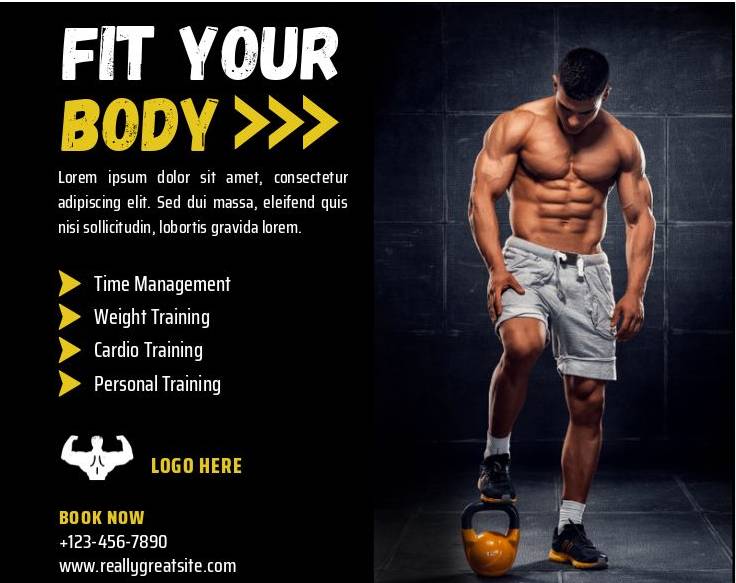 FIT YOUR
BODY
Lorem ipsum dolor sit amet, consectetur
adipiscing elit. Sed dui massa, eleifend quis
nisi sollicitudin, lobortis gravida lorem.
Time Management
Weight Training
Cardio Training
Personal Training
LOGO HERE
BOOK NOW
+123-456-7890
www.reallygreatsite.com